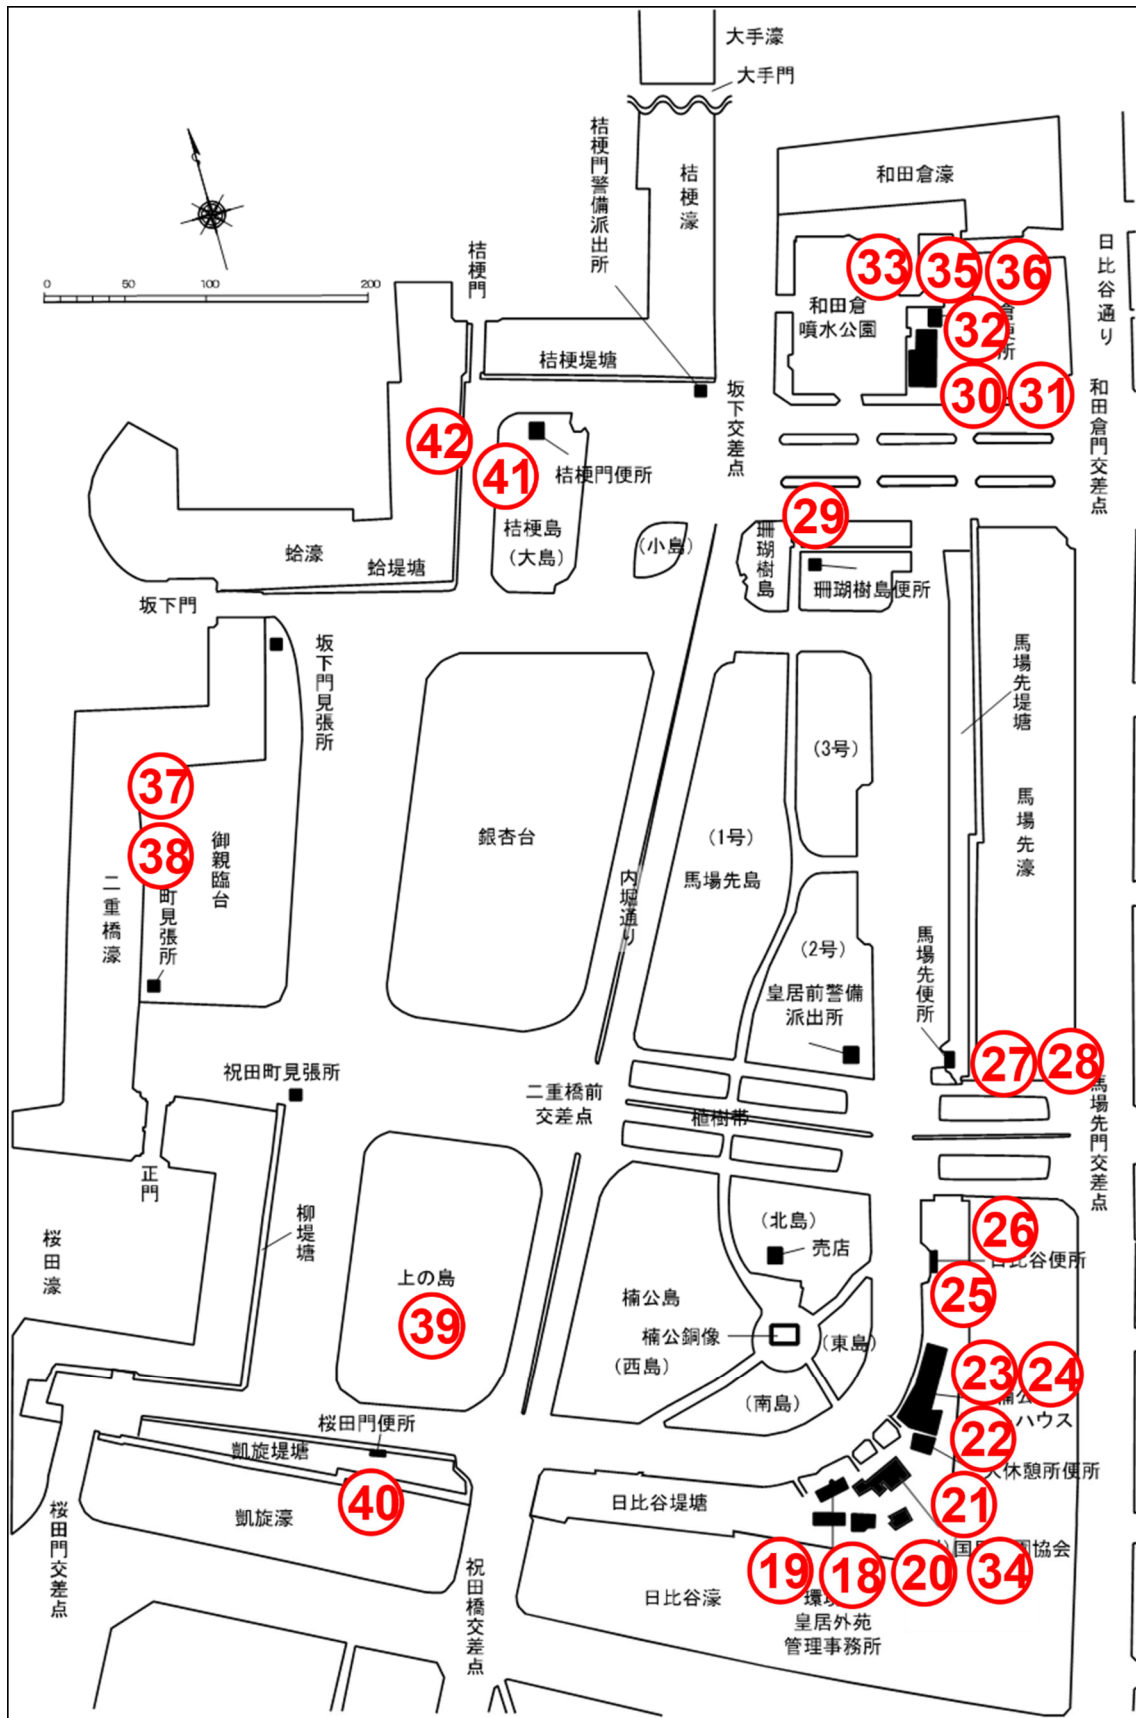 大手濠
大手門
桔梗門警備派出所
桔梗濠
和田倉濠
日比谷通り
桔梗門
0 50 100 200
33
35
36
和田倉
噴水公園
32
所
桔梗堤塘
30
31
坂下交差点
和田倉門交差点
42
41
桔梗門便所
桔梗島
(大島)
29
珊瑚樹島
(小島)
珊瑚樹島便所
蛤濠
蛤堤塘
坂下門
坂下門見張所
馬場先堤塘
馬場先濠
37
38
御親臨台
二重橋濠
町見張所
銀杏台
内堀通り
(1号)
馬場先島
(3号)
(2号)
皇居前警備
派出所
馬場先便所
27
28
馬場先門交差点
祝田町見張所
二重橋前
交差点
植樹帯
正門
桜田濠
柳堤塘
上の島
39
(北島)
売店
楠公島
楠公銅像
(西島)
(東島)
(南島)
26
日比谷便所
25
23
24
楠公
ハウス
22
大休憩所便所
21
国民公園協会
桜田門便所
凱旋堤塘
40
凱旋濠
桜田門交差点
祝田橋交差点
日比谷堤塘
日比谷濠
19
18
20
34
環境
皇居外苑
管理事務所